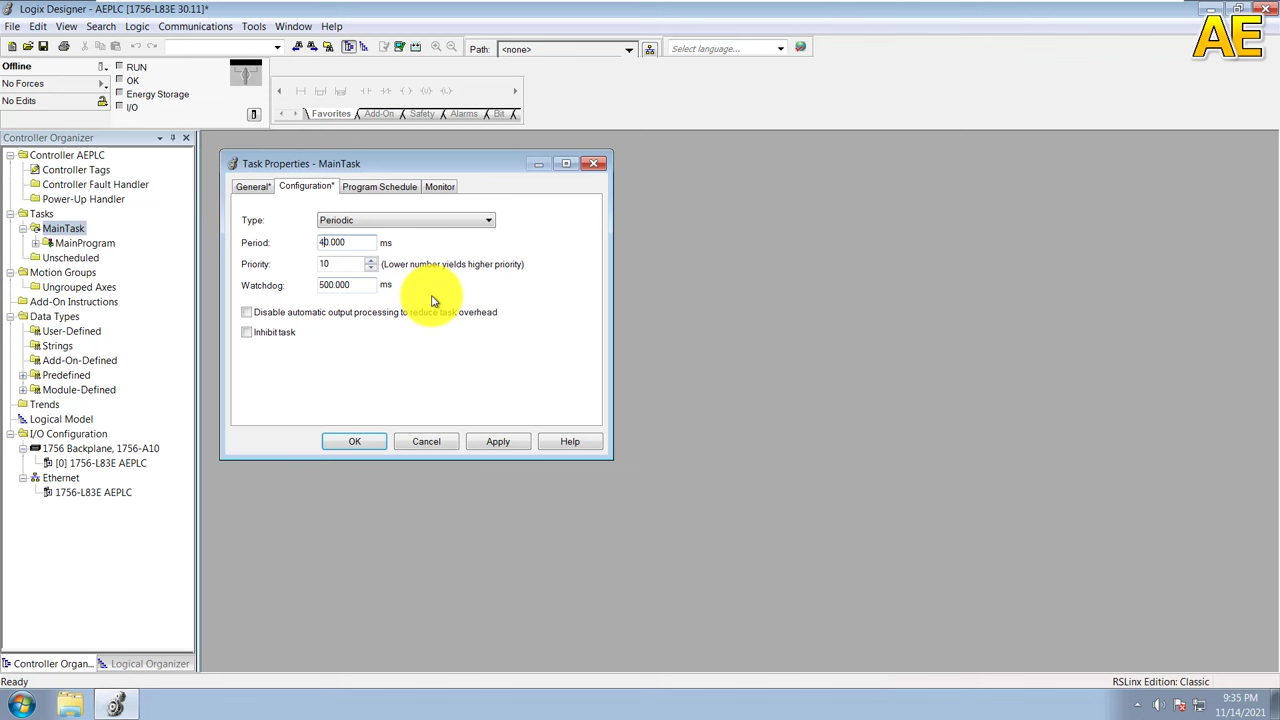 Logix Designer - AEPLC [1756-L83E 30.11]*
File Edit View Search Logic Communications Tools Window Help
Path: <none>
Select language...
AE
Offline
RUN
No Forces
OK
Energy Storage
No Edits
I/O
Favorites Add-On Safety Alarms Bit
Controller Organizer
Controller AEPLC
Controller Tags
Controller Fault Handler
Power-Up Handler
Tasks
MainTask
MainProgram
Unscheduled
Motion Groups
Ungrouped Axes
Add-On Instructions
Data Types
User-Defined
Strings
Add-On-Defined
Predefined
Module-Defined
Trends
Logical Model
I/O Configuration
1756 Backplane, 1756-A10
[0] 1756-L83E AEPLC
Ethernet
1756-L83E AEPLC
Controller Organ... Logical Organizer
Task Properties - MainTask
General* Configuration* Program Schedule Monitor
Type: Periodic
Period: 40.000 ms
Priority: 10 (Lower number yields higher priority)
Watchdog: 500.000 ms
Disable automatic output processing to reduce task overhead
Inhibit task
OK Cancel Apply Help
Ready
RSLinx Edition: Classic
9:35 PM
11/14/2021